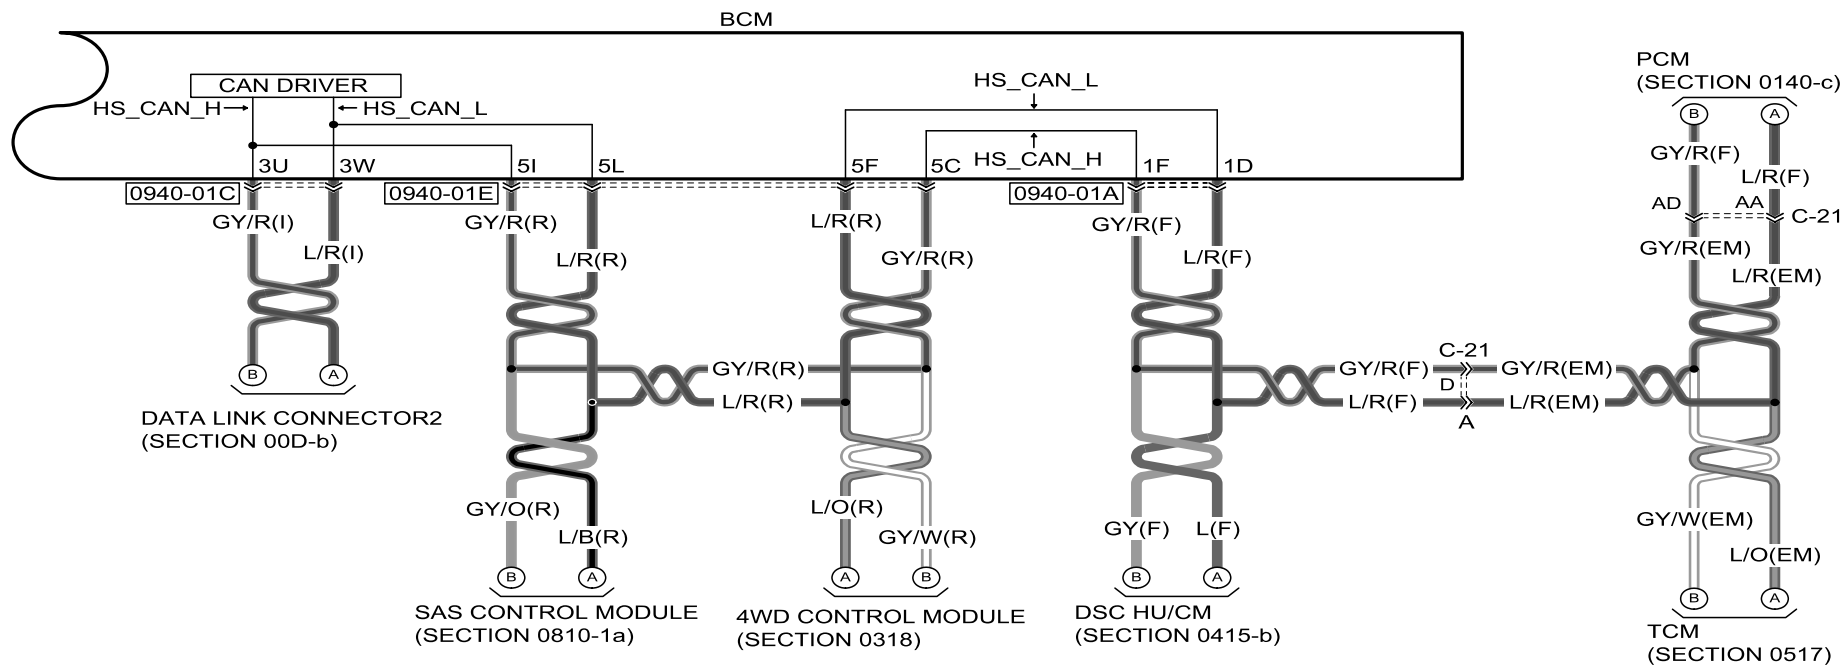 BCM
CAN DRIVER
HS_CAN_H
HS_CAN_L
HS_CAN_L
HS_CAN_H
3U
3W
5I
5L
5F
5C
1F
1D
0940-01C
0940-01E
0940-01A
GY/R(I)
L/R(I)
GY/R(R)
L/R(R)
L/R(R)
GY/R(R)
GY/R(F)
L/R(F)
PCM
(SECTION 0140-c)
B
A
GY/R(F)
L/R(F)
AD
AA
C-21
GY/R(EM)
L/R(EM)
B
A
DATA LINK CONNECTOR2
(SECTION 00D-b)
GY/R(R)
L/R(R)
GY/R(F)
L/R(F)
C-21
D
A
GY/R(EM)
L/R(EM)
GY/O(R)
L/B(R)
B
A
SAS CONTROL MODULE
(SECTION 0810-1a)
L/O(R)
GY/W(R)
A
B
4WD CONTROL MODULE
(SECTION 0318)
GY(F)
L(F)
B
A
DSC HU/CM
(SECTION 0415-b)
GY/W(EM)
L/O(EM)
B
A
TCM
(SECTION 0517)